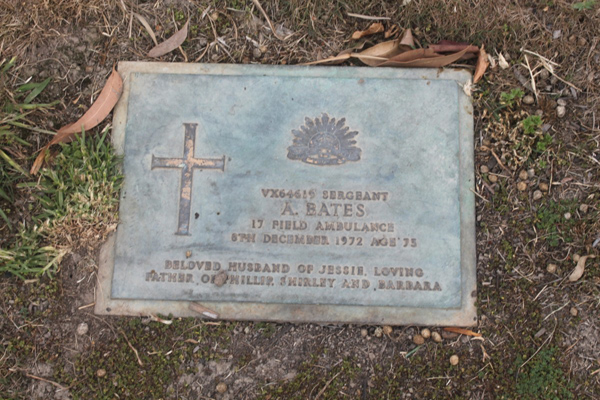 VX64619 SERGEANT
A. BATES
17 FIELD AMBULANCE
8TH DECEMBER 1972 AGE 75
BELOVED HUSBAND OF JESSIE, LOVING
FATHER OF SHIRLEY AND BARBARA